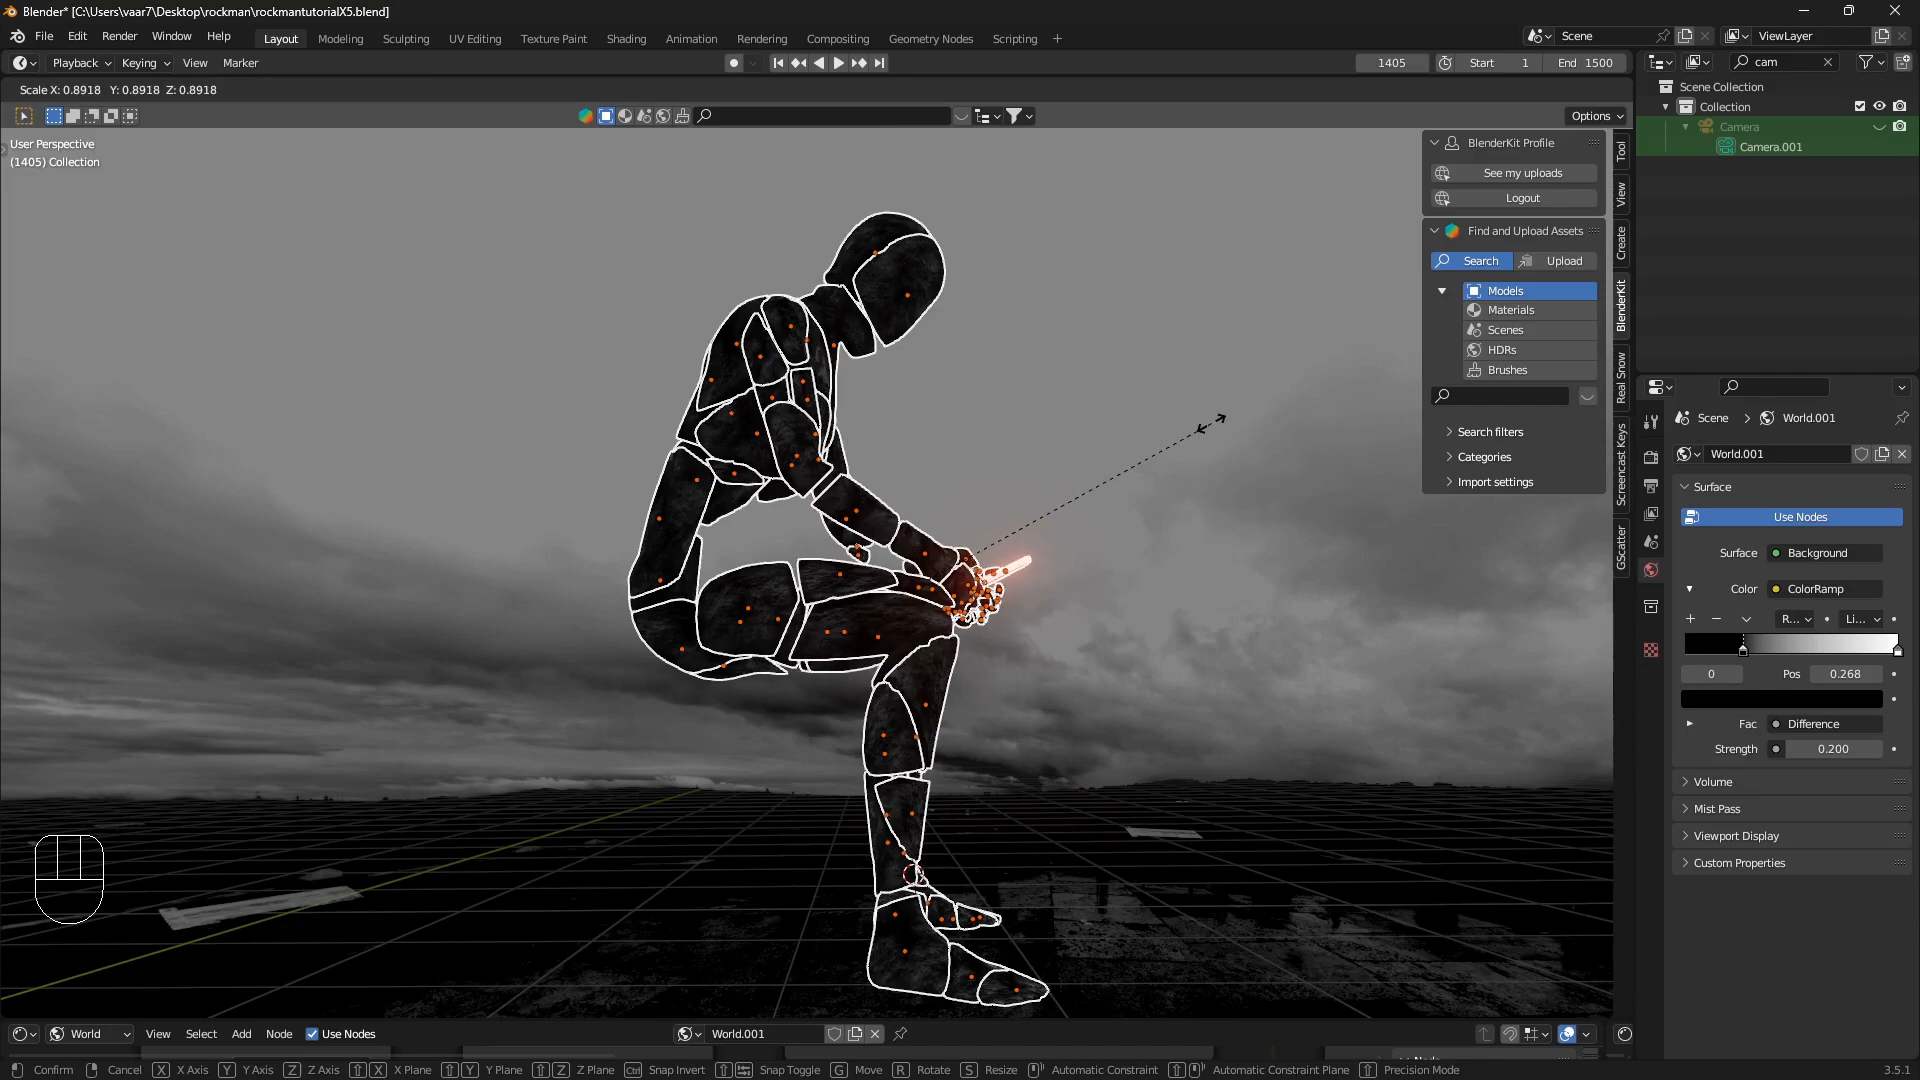 Blender* [C:\Users\vaar7\Desktop\rockman\rockmantutorialX5.blend]
File Edit Render Window Help Layout Modeling Sculpting UV Editing Texture Paint Shading Animation Rendering Compositing Geometry Nodes Scripting + Scene ViewLayer
Playback Keying View Marker 1405 Start 1 End 1500 cam
Scale X: 0.8918 Y: 0.8918 Z: 0.8918
Options
User Perspective
(1405) Collection
BlenderKit Profile
See my uploads
Logout
Find and Upload Assets
Search Upload
Models
Materials
Scenes
HDRs
Brushes
Search filters
Categories
Import settings
Tool
View
Create
BlenderKit
Real Snow
Screencast Keys
GScatter
Scene Collection
Collection
Camera
Camera.001
Scene > World.001
World.001
Surface
Use Nodes
Surface Background
Color ColorRamp
R... Li...
0 Pos 0.268
Fac Difference
Strength 0.200
Volume
Mist Pass
Viewport Display
Custom Properties
World View Select Add Node Use Nodes World.001
Confirm Cancel X X Axis Y Y Axis Z Z Axis X X Plane Y Y Plane Z Z Plane Ctrl Snap Invert Snap Toggle G Move R Rotate S Resize Automatic Constraint Automatic Constraint Plane Precision Mode 3.5.1